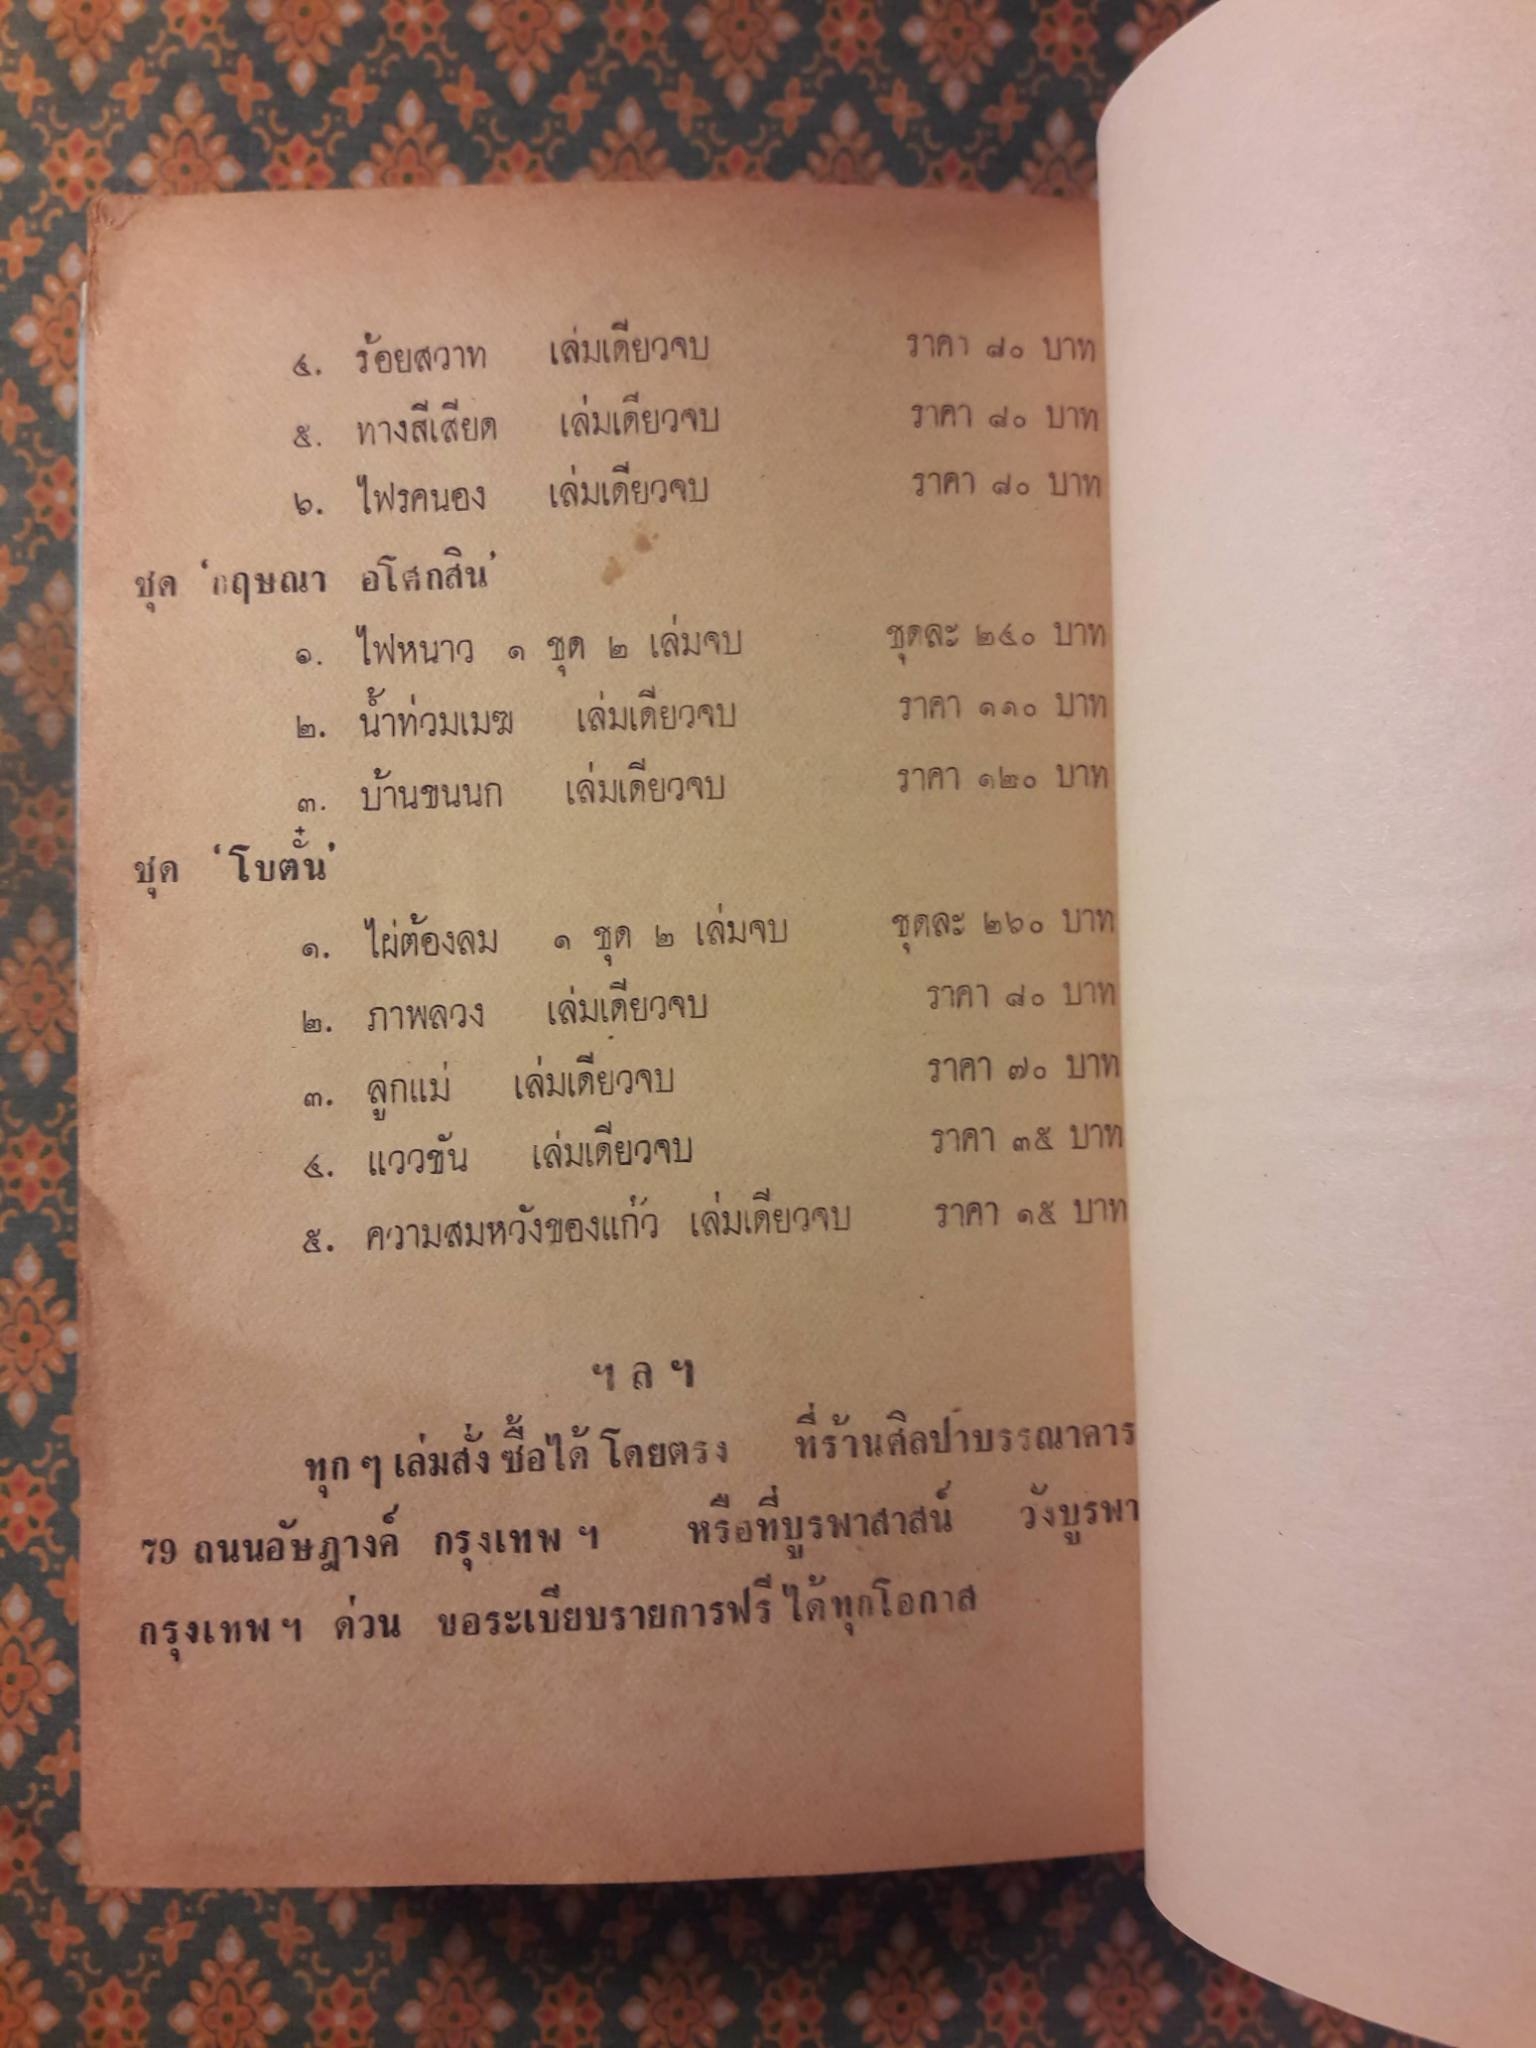 ๔. ร้อยสวาท เล่มเดียวจบ ราคา ๘๐ บาท
๕. ทางสีเสียด เล่มเดียวจบ ราคา ๘๐ บาท
๖. ไฟรคนอง เล่มเดียวจบ ราคา ๘๐ บาท
ชุด 'กฤษณา อโศกสิน'
๑. ไฟหนาว ๑ ชุด ๒ เล่มจบ ชุดละ ๒๔๐ บาท
๒. น้ำท่วมเมฆ เล่มเดียวจบ ราคา ๑๑๐ บาท
๓. บ้านขนนก เล่มเดียวจบ ราคา ๑๒๐ บาท
ชุด 'โบตั๋น'
๑. ไผ่ต้องลม ๑ ชุด ๒ เล่มจบ ชุดละ ๒๖๐ บาท
๒. ภาพลวง เล่มเดียวจบ ราคา ๘๐ บาท
๓. ลูกแม่ เล่มเดียวจบ ราคา ๗๐ บาท
๔. แววขัน เล่มเดียวจบ ราคา ๓๕ บาท
๕. ความสมหวังของแก้ว เล่มเดียวจบ ราคา ๑๕ บาท
ฯ ล ฯ
ทุก ๆ เล่มสั่ง ซื้อได้ โดยตรง ที่ร้านศิลปาบรรณาคาร
79 ถนนอัษฎางค์ กรุงเทพ ฯ หรือที่บูรพาสาสน์ วังบูรพา
กรุงเทพ ฯ ด่วน ขอระเบียบรายการฟรี ได้ทุกโอกาส